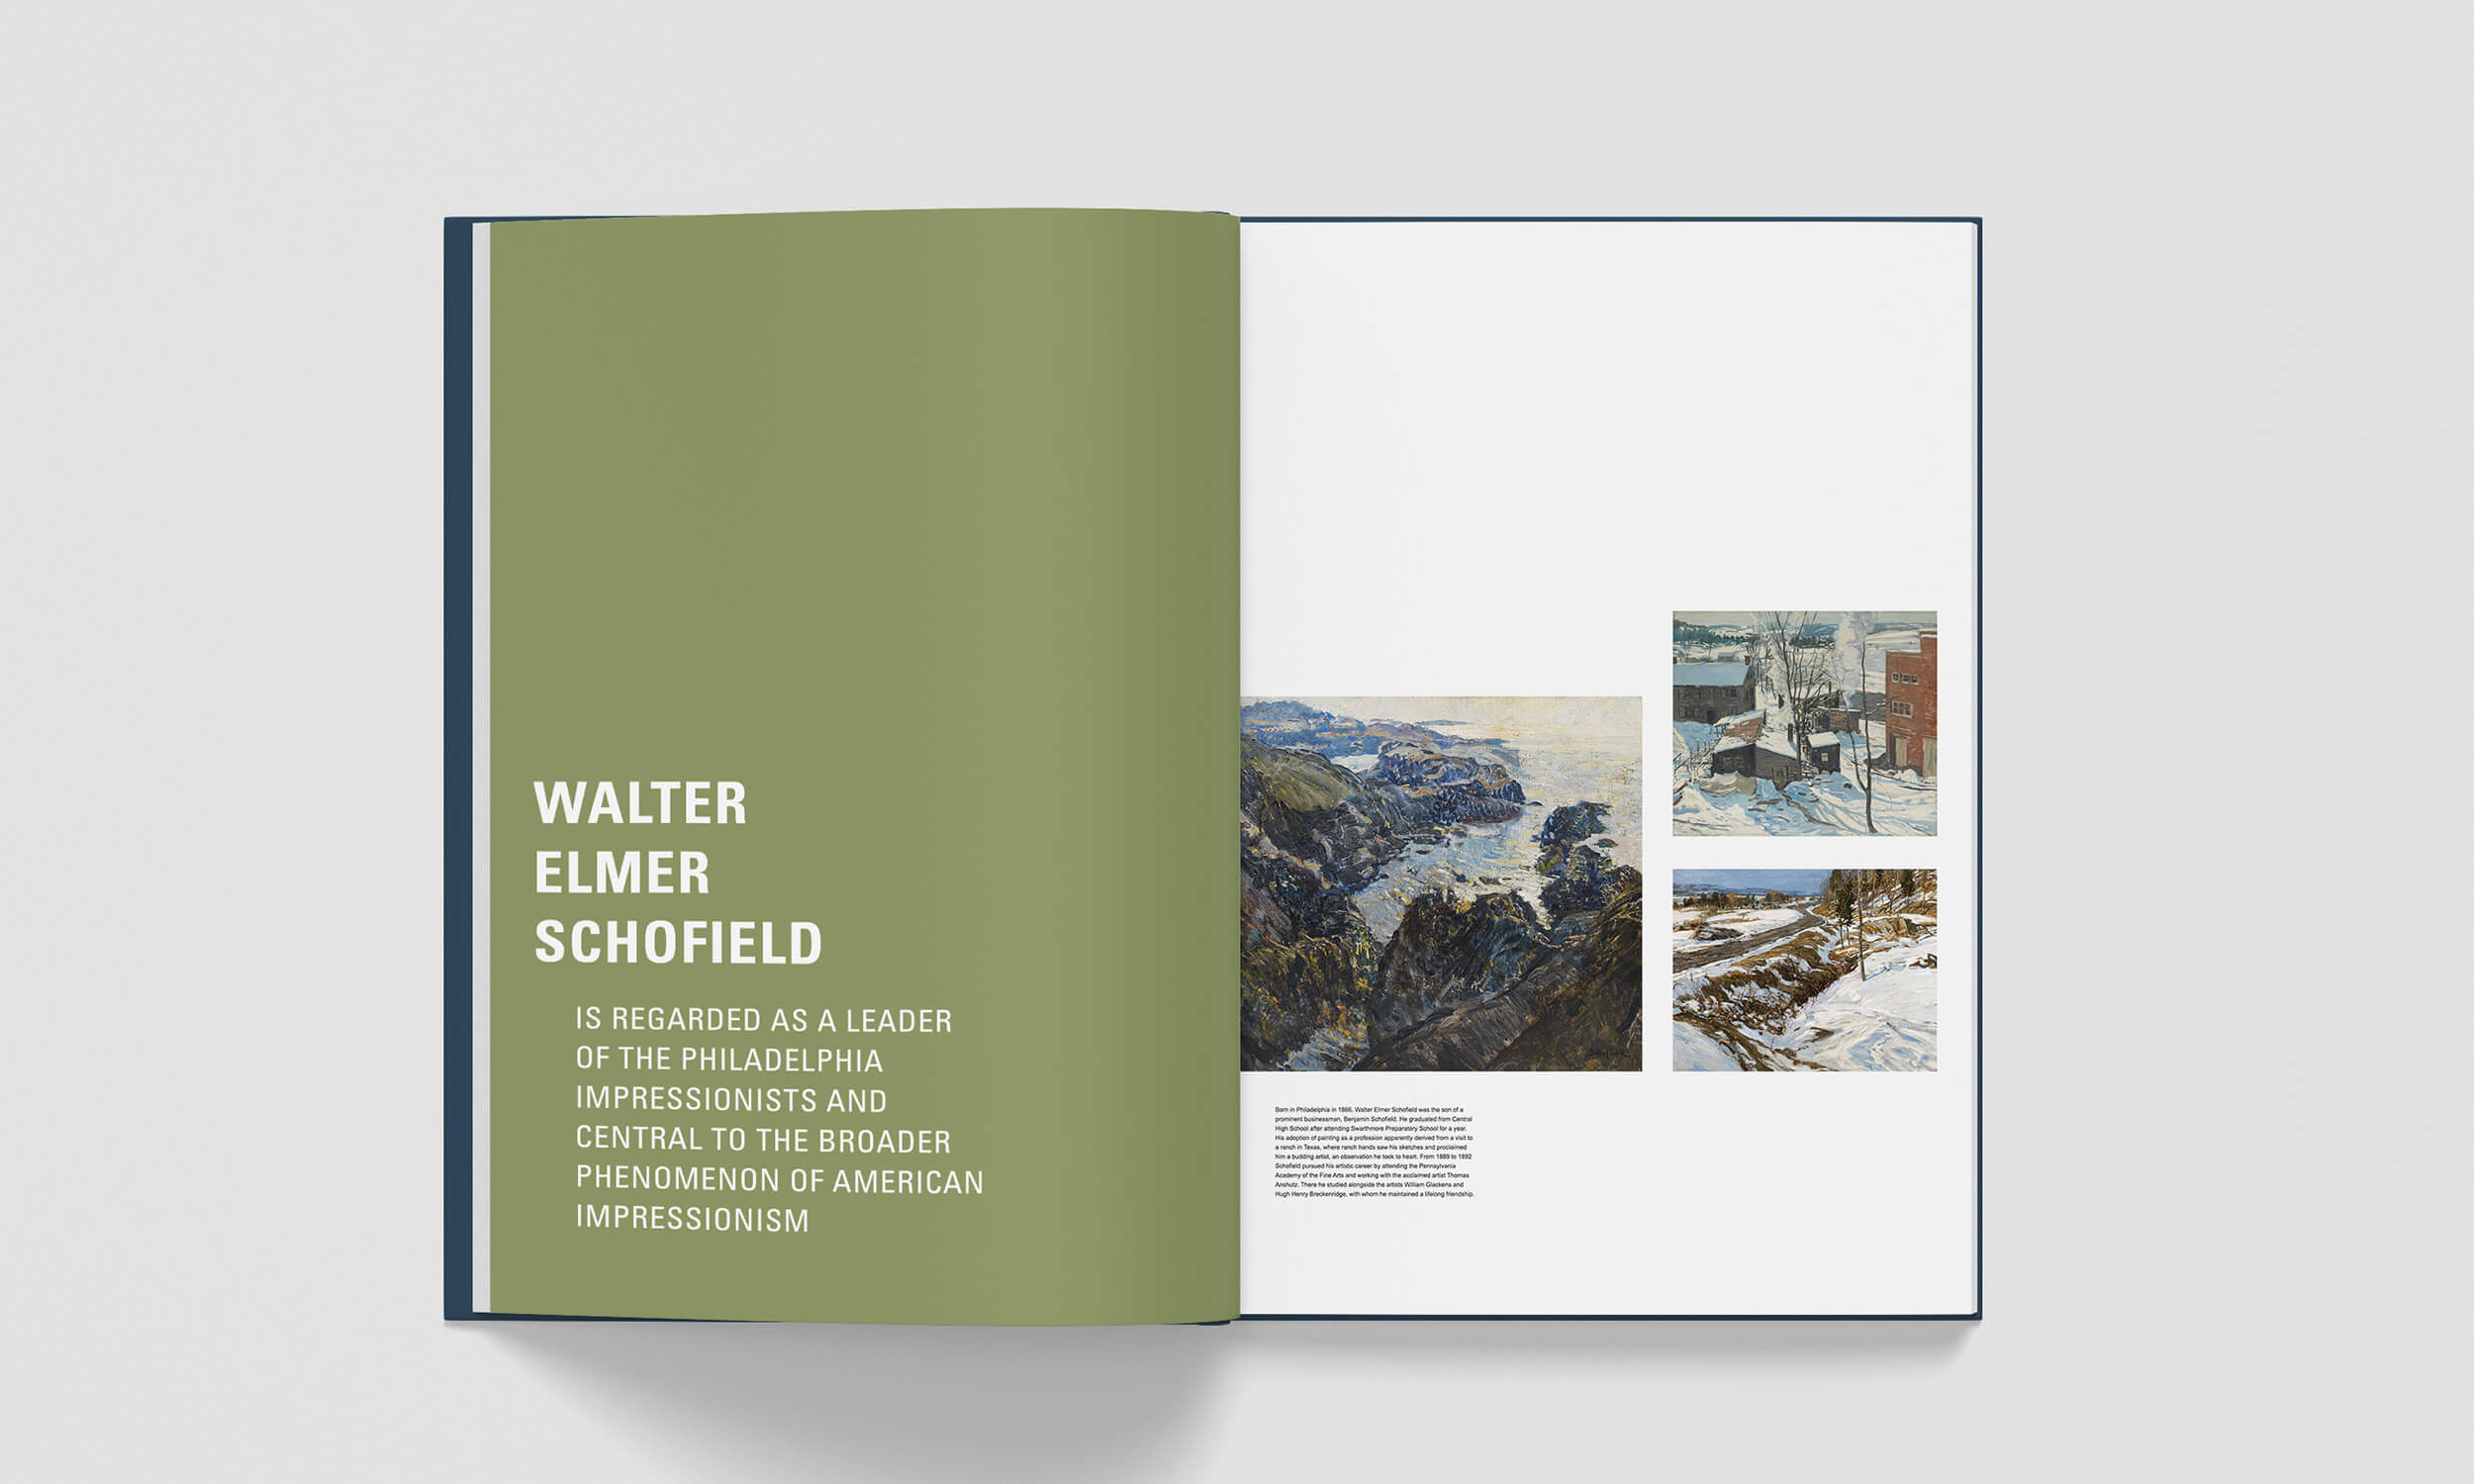 WALTER
ELMER
SCHOFIELD
IS REGARDED AS A LEADER
OF THE PHILADELPHIA
IMPRESSIONISTS AND
CENTRAL TO THE BROADER
PHENOMENON OF AMERICAN
IMPRESSIONISM
Born in Philadelphia in 1866, Walter Elmer Schofield was the son of a
prominent businessman, Benjamin Schofield. He graduated from Central
High School after attending Swarthmore Preparatory School for a year.
His adoption of painting as a profession apparently derived from a visit to
a ranch in Texas, where ranch hands saw his sketches and proclaimed
him a budding artist, an observation he took to heart. From 1889 to 1892
Schofield pursued his artistic career by attending the Pennsylvania
Academy of the Fine Arts and working with the acclaimed artist Thomas
Anshutz. There he studied alongside the artists William Glackens and
Hugh Henry Breckenridge, with whom he maintained a lifelong friendship.